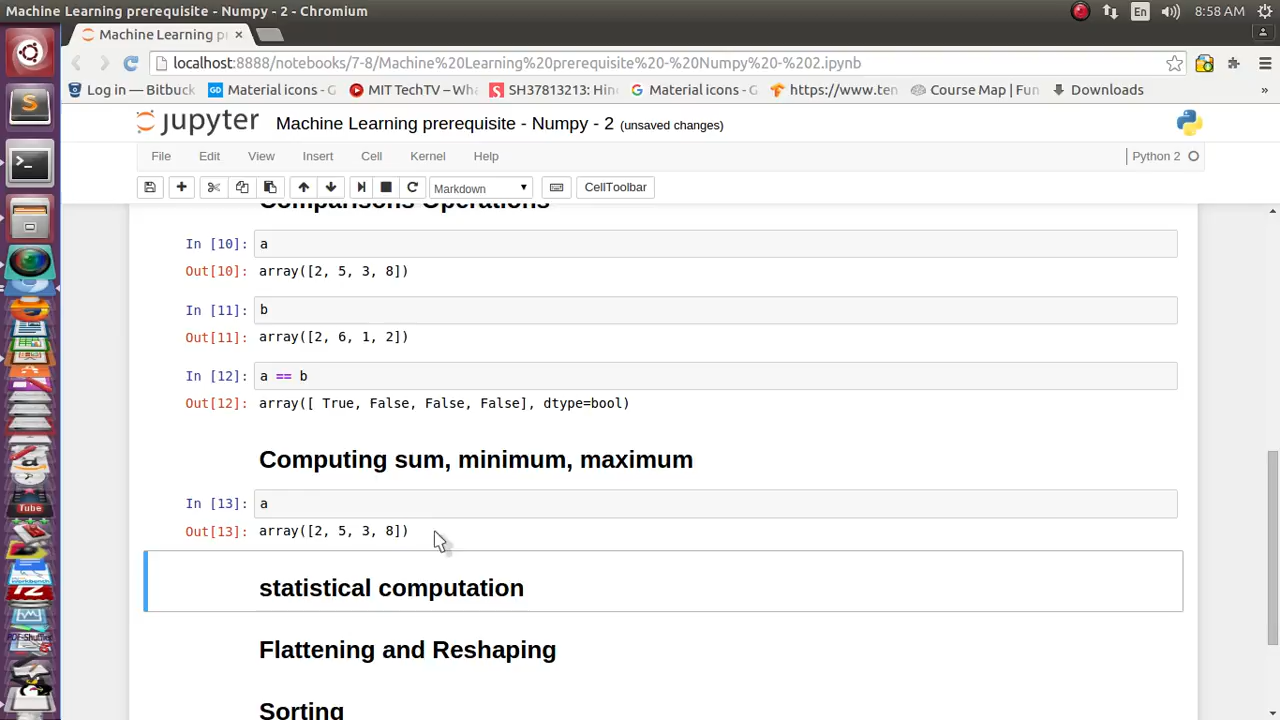 Machine Learning prerequisite - Numpy - 2 - Chromium
En
8:58 AM
Machine Learning p
localhost:8888/notebooks/7-8/Machine%20Learning%20prerequisite%20-%20Numpy%20-%202.ipynb
Log in — Bitbuck
Material icons - G
MIT TechTV – Wha
SH37813213: Hind
Material icons - G
https://www.ten
Course Map | Fun
Downloads
»
jupyter
Machine Learning prerequisite - Numpy - 2 (unsaved changes)
File Edit View Insert Cell Kernel Help
Python 2
Markdown
CellToolbar
Comparisons Operations
In [10]: a
Out[10]: array([2, 5, 3, 8])
In [11]: b
Out[11]: array([2, 6, 1, 2])
In [12]: a == b
Out[12]: array([ True, False, False, False], dtype=bool)
Computing sum, minimum, maximum
In [13]: a
Out[13]: array([2, 5, 3, 8])
statistical computation
Flattening and Reshaping
Sorting
Tube